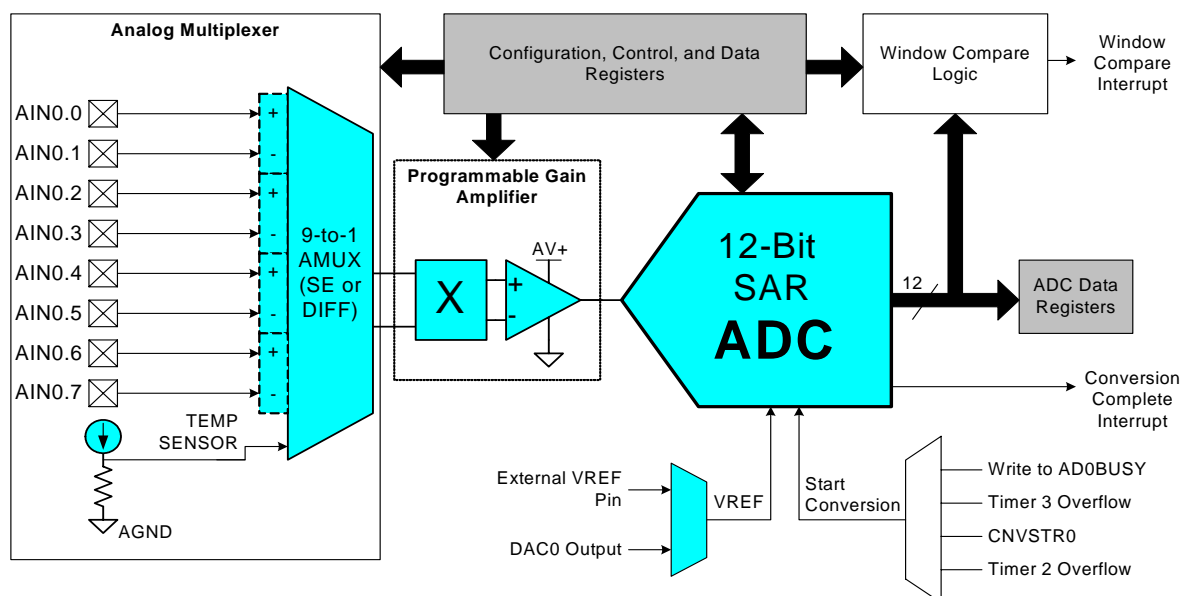 Analog Multiplexer
AIN0.0
AIN0.1
AIN0.2
AIN0.3
AIN0.4
AIN0.5
AIN0.6
AIN0.7
+
-
+
-
+
-
+
-
9-to-1
AMUX
(SE or
DIFF)
TEMP
SENSOR
AGND
Configuration, Control, and Data
Registers
Window Compare
Logic
Window
Compare
Interrupt
Programmable Gain
Amplifier
X
+
-
AV+
12-Bit
SAR
ADC
12
ADC Data
Registers
Conversion
Complete
Interrupt
External VREF
Pin
DAC0 Output
VREF
Start
Conversion
Write to AD0BUSY
Timer 3 Overflow
CNVSTR0
Timer 2 Overflow